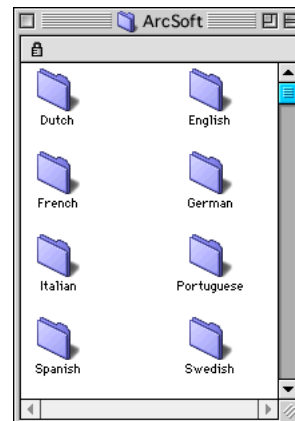 ArcSoft
Dutch English
French German
Italian Portuguese
Spanish Swedish